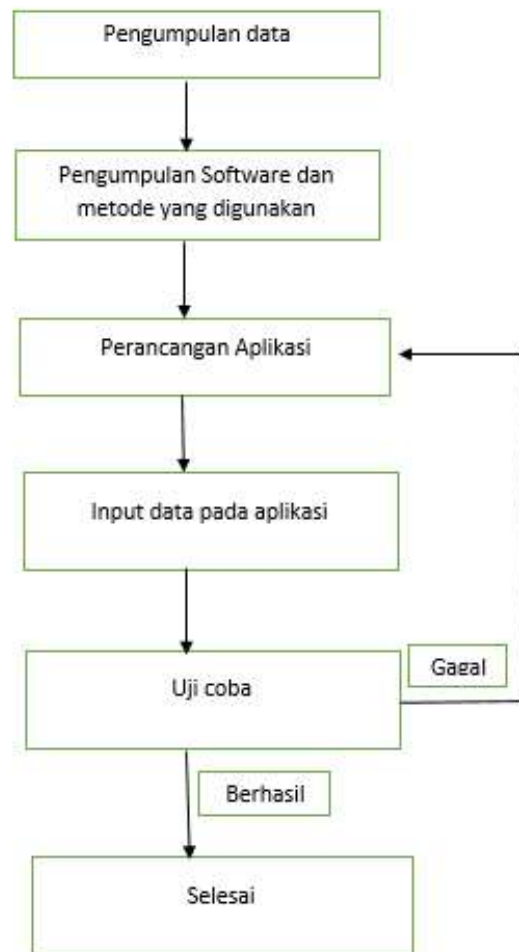 Pengumpulan data
Pengumpulan Software dan
metode yang digunakan
Perancangan Aplikasi
Input data pada aplikasi
Uji coba
Gagal
Berhasil
Selesai